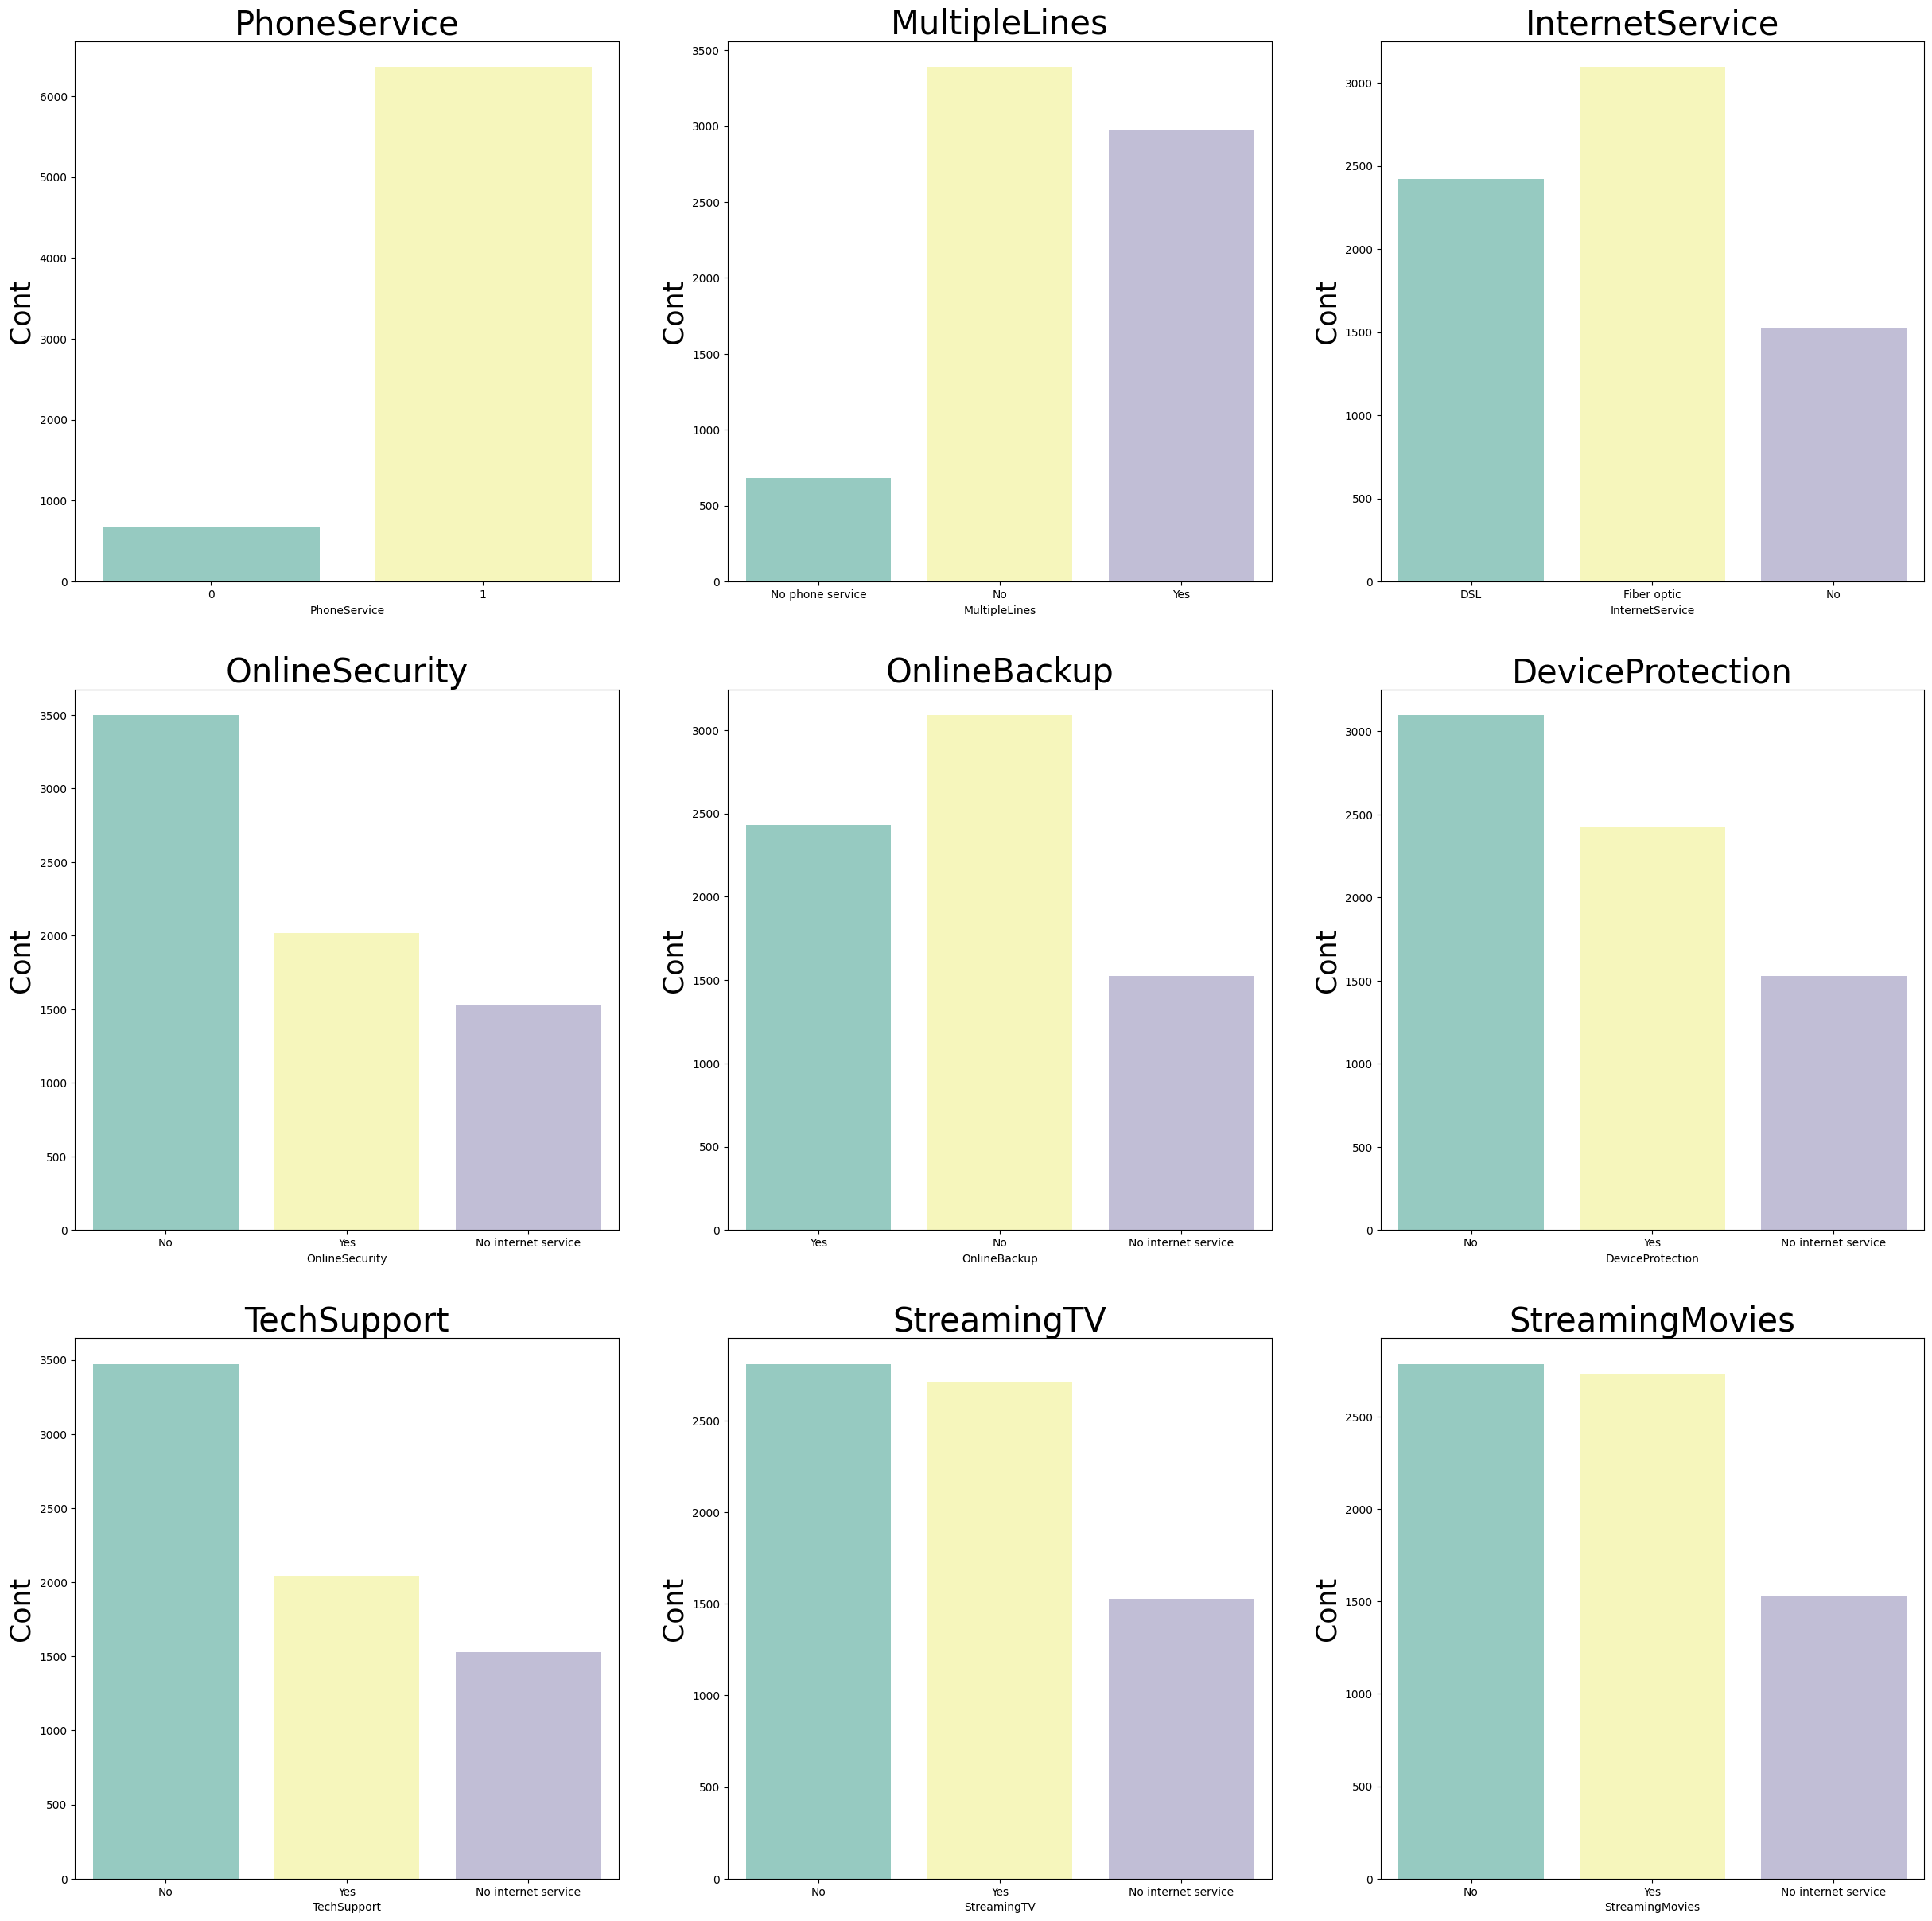 PhoneService
MultipleLines
InternetService
Cont
6000
5000
4000
3000
2000
1000
0
0
1
PhoneService
Cont
3500
3000
2500
2000
1500
1000
500
0
No phone service
No
Yes
MultipleLines
Cont
3000
2500
2000
1500
1000
500
0
DSL
Fiber optic
No
InternetService
OnlineSecurity
OnlineBackup
DeviceProtection
Cont
3500
3000
2500
2000
1500
1000
500
0
No
Yes
No internet service
OnlineSecurity
Cont
3000
2500
2000
1500
1000
500
0
Yes
No
No internet service
OnlineBackup
Cont
3000
2500
2000
1500
1000
500
0
No
Yes
No internet service
DeviceProtection
TechSupport
StreamingTV
StreamingMovies
Cont
3500
3000
2500
2000
1500
1000
500
0
No
Yes
No internet service
TechSupport
Cont
2500
2000
1500
1000
500
0
No
Yes
No internet service
StreamingTV
Cont
2500
2000
1500
1000
500
0
No
Yes
No internet service
StreamingMovies